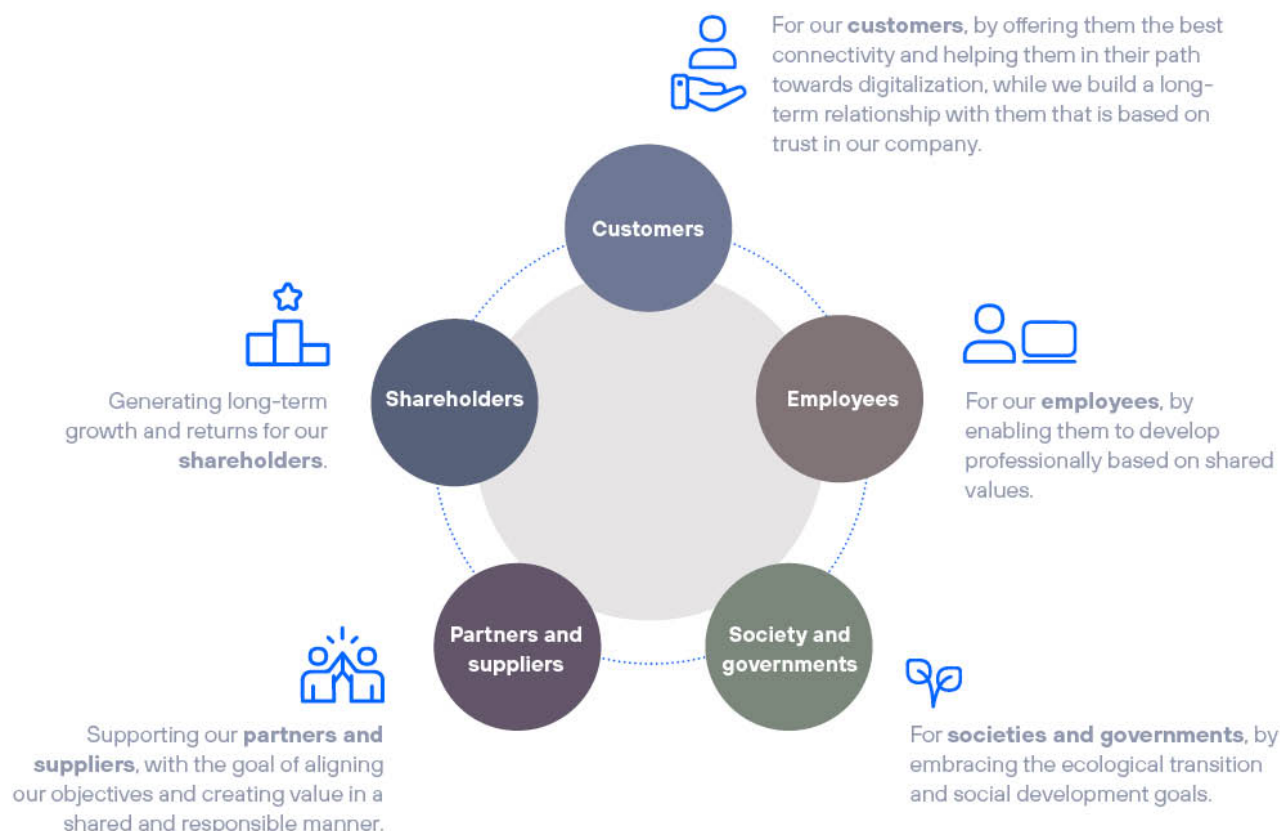 For our customers, by offering them the best
connectivity and helping them in their path
towards digitalization, while we build a long-
term relationship with them that is based on
trust in our company.
Customers
Shareholders
Employees
Generating long-term
growth and returns for our
shareholders.
For our employees, by
enabling them to develop
professionally based on shared
values.
Partners and
suppliers
Society and
governments
Supporting our partners and
suppliers, with the goal of aligning
our objectives and creating value in a
shared and responsible manner.
For societies and governments, by
embracing the ecological transition
and social development goals.